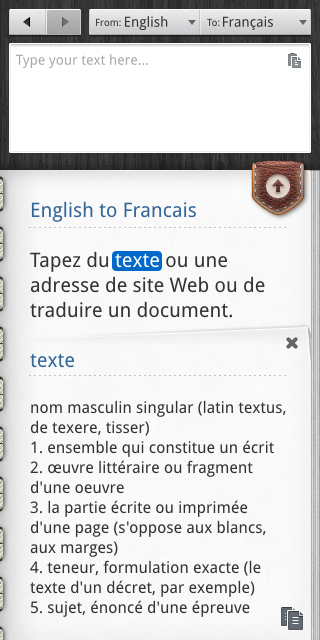 From: English To: Français
Type your text here...
English to Francais
Tapez du texte ou une
adresse de site Web ou de
traduire un document.
texte
nom masculin singular (latin textus,
de texere, tisser)
1. ensemble qui constitue un écrit
2. œuvre littéraire ou fragment
d'une oeuvre
3. la partie écrite ou imprimée
d'une page (s'oppose aux blancs,
aux marges)
4. teneur, formulation exacte (le
texte d'un décret, par exemple)
5. sujet, énoncé d'une épreuve